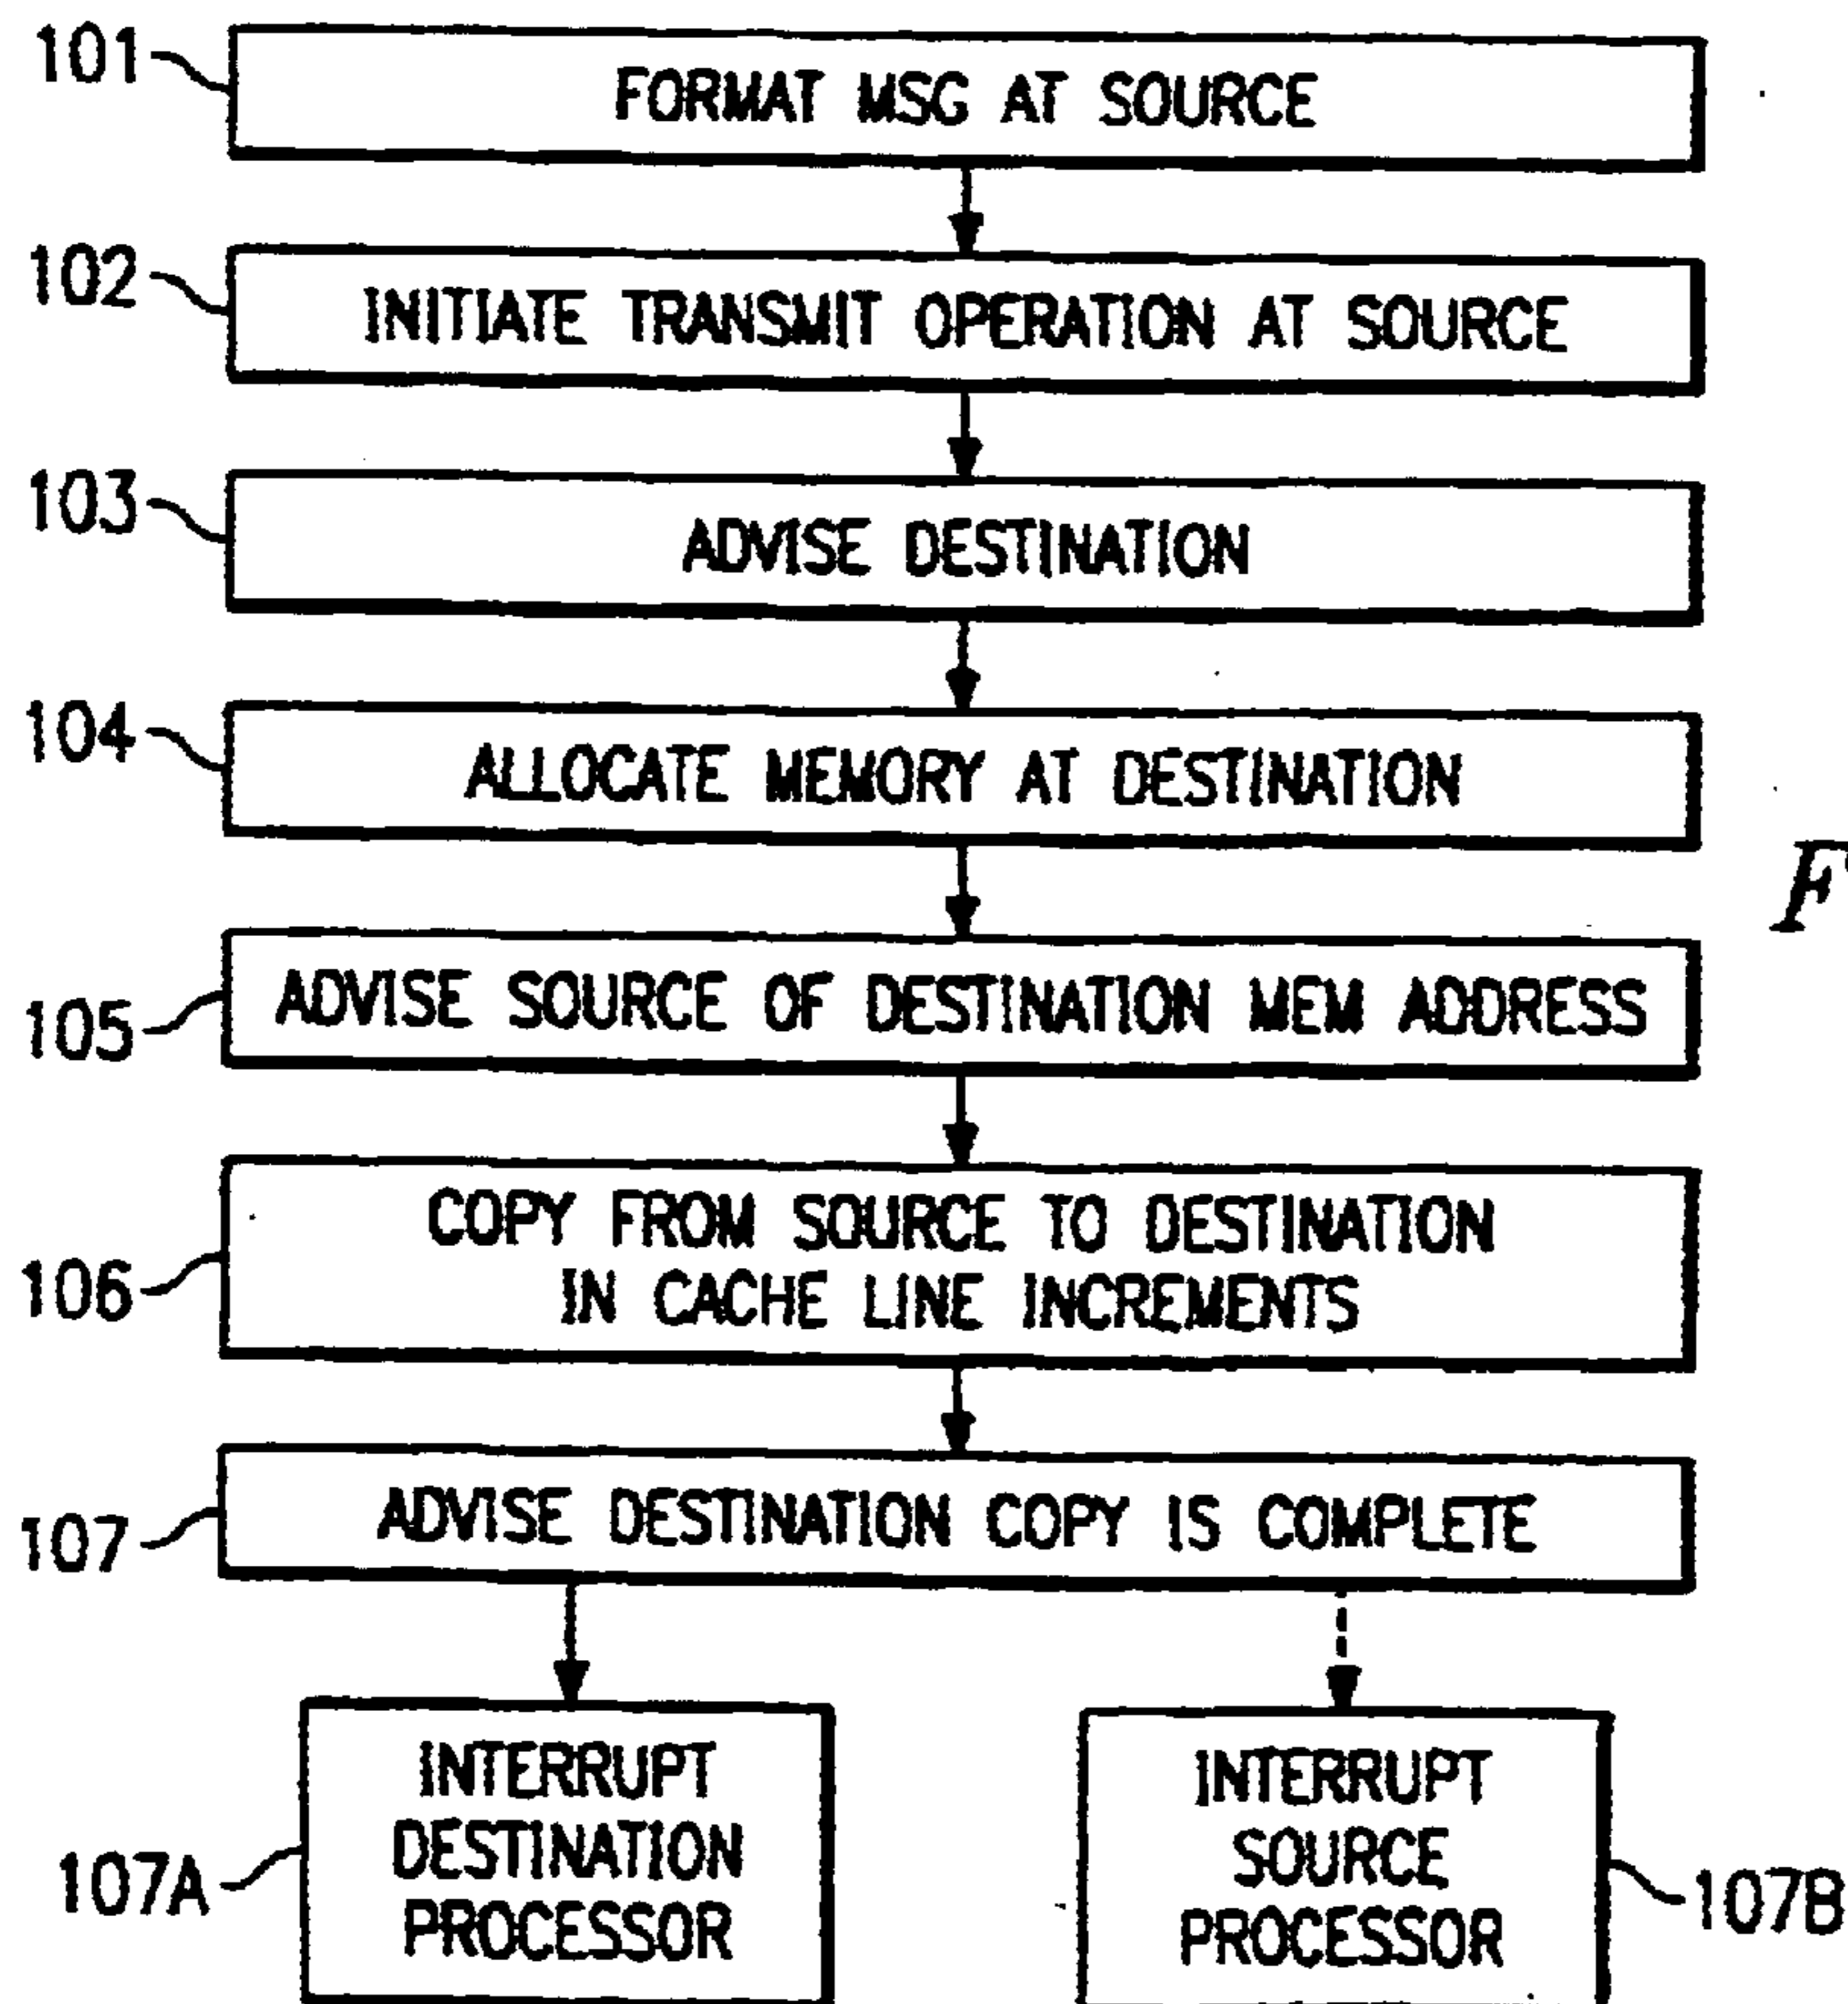 101
FORMAT MSG AT SOURCE
102
INITIATE TRANSMIT OPERATION AT SOURCE
103
ADVISE DESTINATION
104
ALLOCATE MEMORY AT DESTINATION
F
105
ADVISE SOURCE OF DESTINATION MEM ADDRESS
106
COPY FROM SOURCE TO DESTINATION
IN CACHE LINE INCREMENTS
107
ADVISE DESTINATION COPY IS COMPLETE
107A
INTERRUPT
DESTINATION
PROCESSOR
INTERRUPT
SOURCE
PROCESSOR
107B